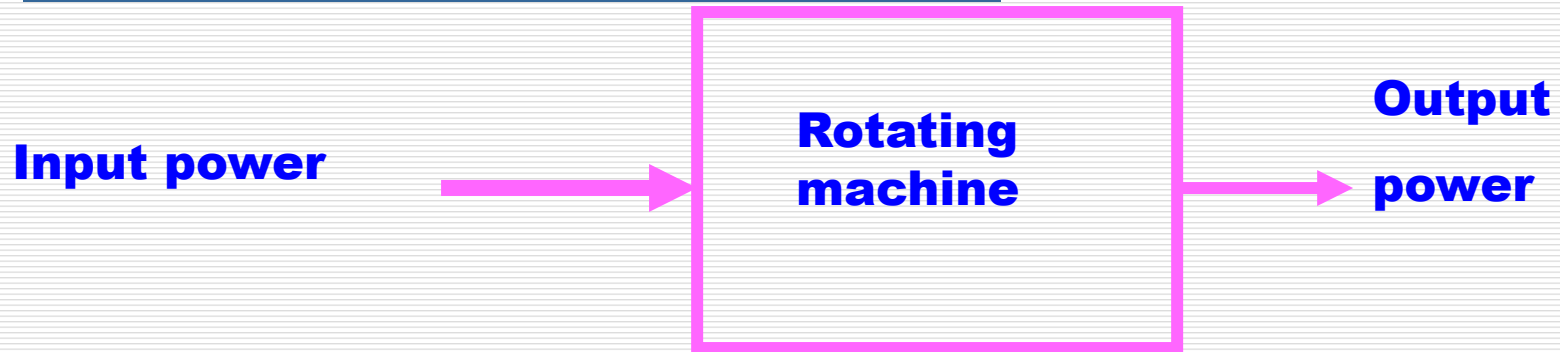 Input power
Rotating
machine
Output
power